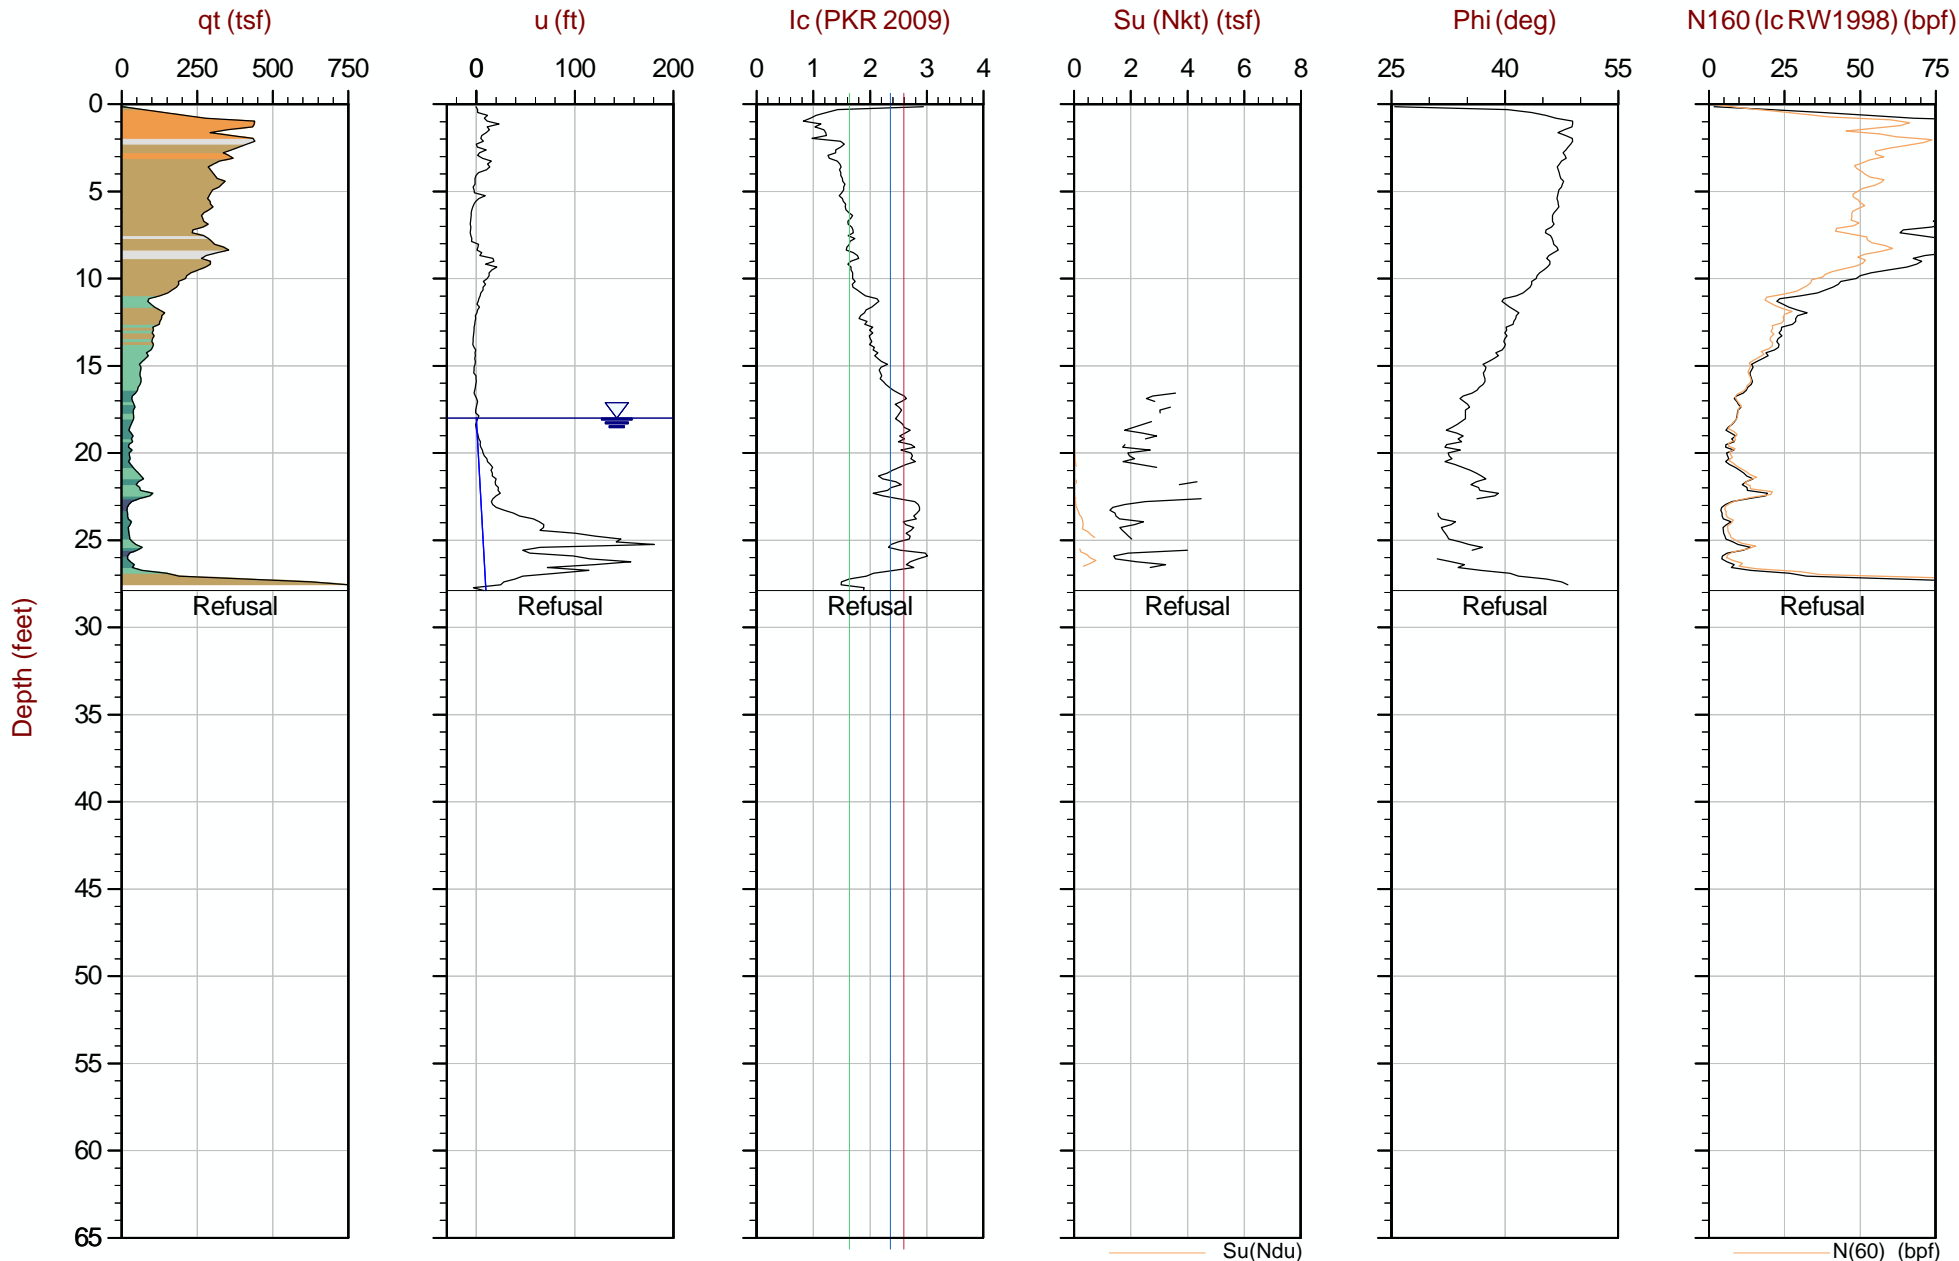 qt (tsf) u (ft) Ic (PKR 2009) Su (Nkt) (tsf) Phi (deg) N160 (Ic RW1998) (bpf)
0 250 500 750 0 100 200 0 1 2 3 4 0 2 4 6 8 25 40 55 0 25 50 75
0
5
10
15
20
25
Refusal Refusal Refusal Refusal Refusal Refusal
30
Depth (feet)
35
40
45
50
55
60
65
Su(Ndu) N(60) (bpf)